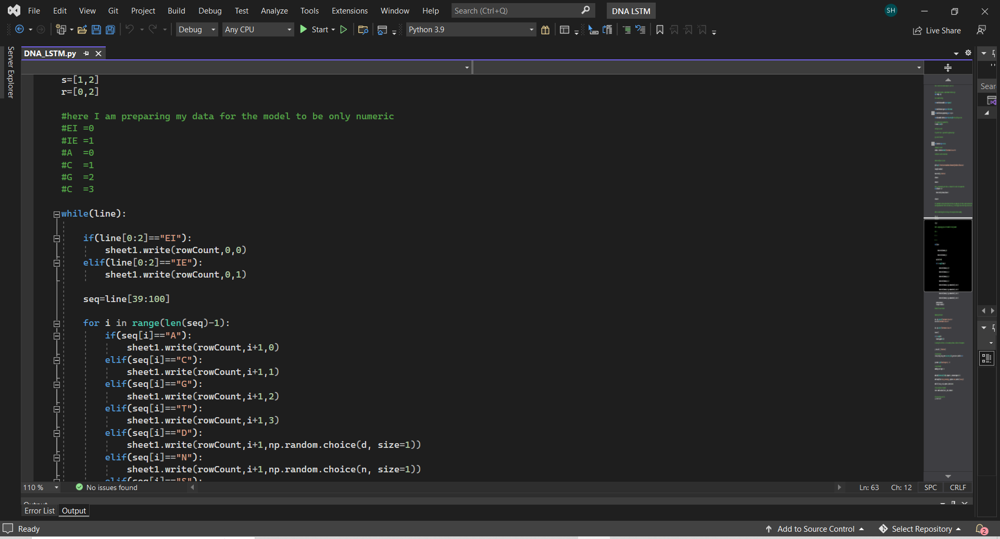 File Edit View Git Project Build Debug Test Analyze Tools Extensions Window Help Search (Ctrl+Q) DNA LSTM SH
Debug Any CPU Start Python 3.9 Live Share
Server Explorer
DNA_LSTM.py
Sear
s=[1,2]
r=[0,2]
#here I am preparing my data for the model to be only numeric
#EI =0
#IE =1
#A  =0
#C  =1
#G  =2
#C  =3
while(line):
if(line[0:2]=="EI"):
sheet1.write(rowCount,0,0)
elif(line[0:2]=="IE"):
sheet1.write(rowCount,0,1)
seq=line[39:100]
for i in range(len(seq)-1):
if(seq[i]=="A"):
sheet1.write(rowCount,i+1,0)
elif(seq[i]=="C"):
sheet1.write(rowCount,i+1,1)
elif(seq[i]=="G"):
sheet1.write(rowCount,i+1,2)
elif(seq[i]=="T"):
sheet1.write(rowCount,i+1,3)
elif(seq[i]=="D"):
sheet1.write(rowCount,i+1,np.random.choice(d, size=1))
elif(seq[i]=="N"):
sheet1.write(rowCount,i+1,np.random.choice(n, size=1))
elif(seq[i]=="S"):
110 % No issues found Ln: 63 Ch: 12 SPC CRLF
Output
Error List Output
Ready Add to Source Control Select Repository 2